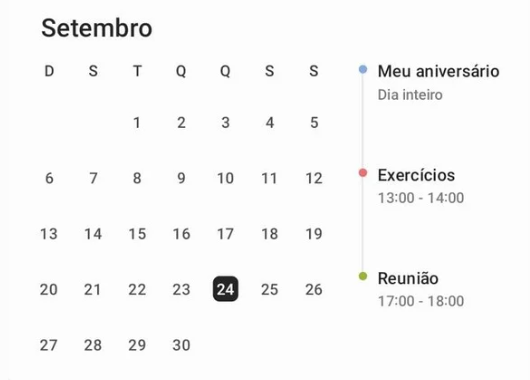 Setembro
D S T Q Q S S
1 2 3 4 5
6 7 8 9 10 11 12
13 14 15 16 17 18 19
20 21 22 23 24 25 26
27 28 29 30
Meu aniversário
Dia inteiro
Exercícios
13:00 - 14:00
Reunião
17:00 - 18:00